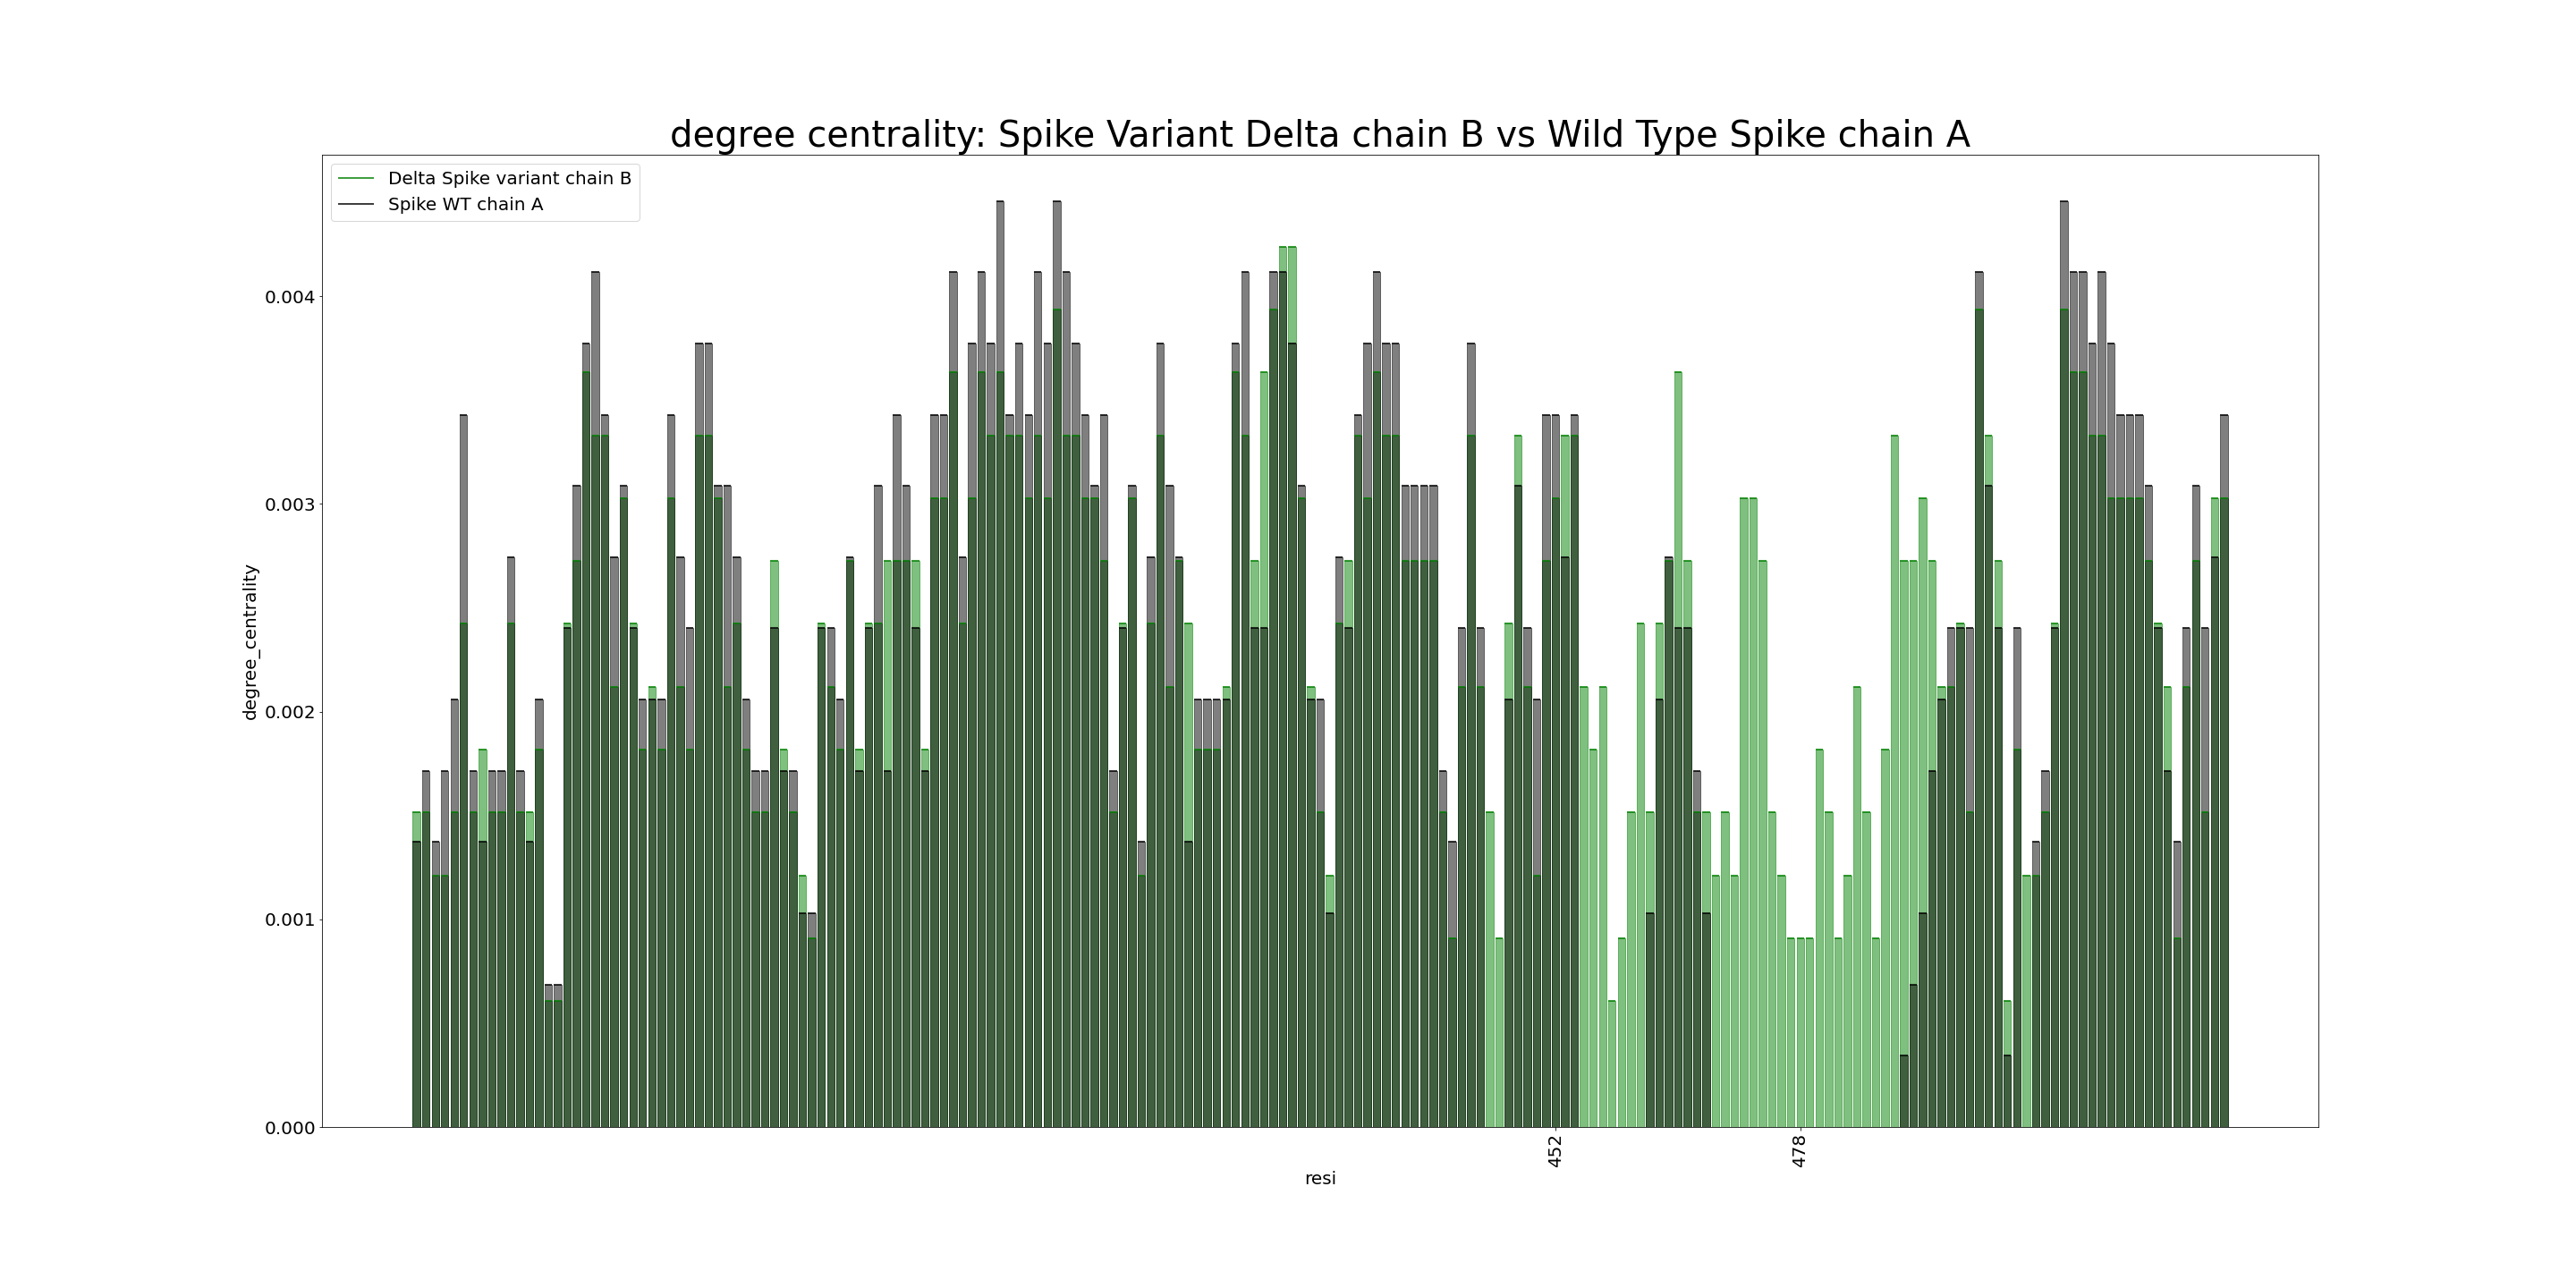 degree centrality: Spike Variant Delta chain B vs Wild Type Spike chain A
Delta Spike variant chain B
Spike WT chain A
0.004
0.003
0.002
0.001
0.000
degree_centrality
452
478
resi